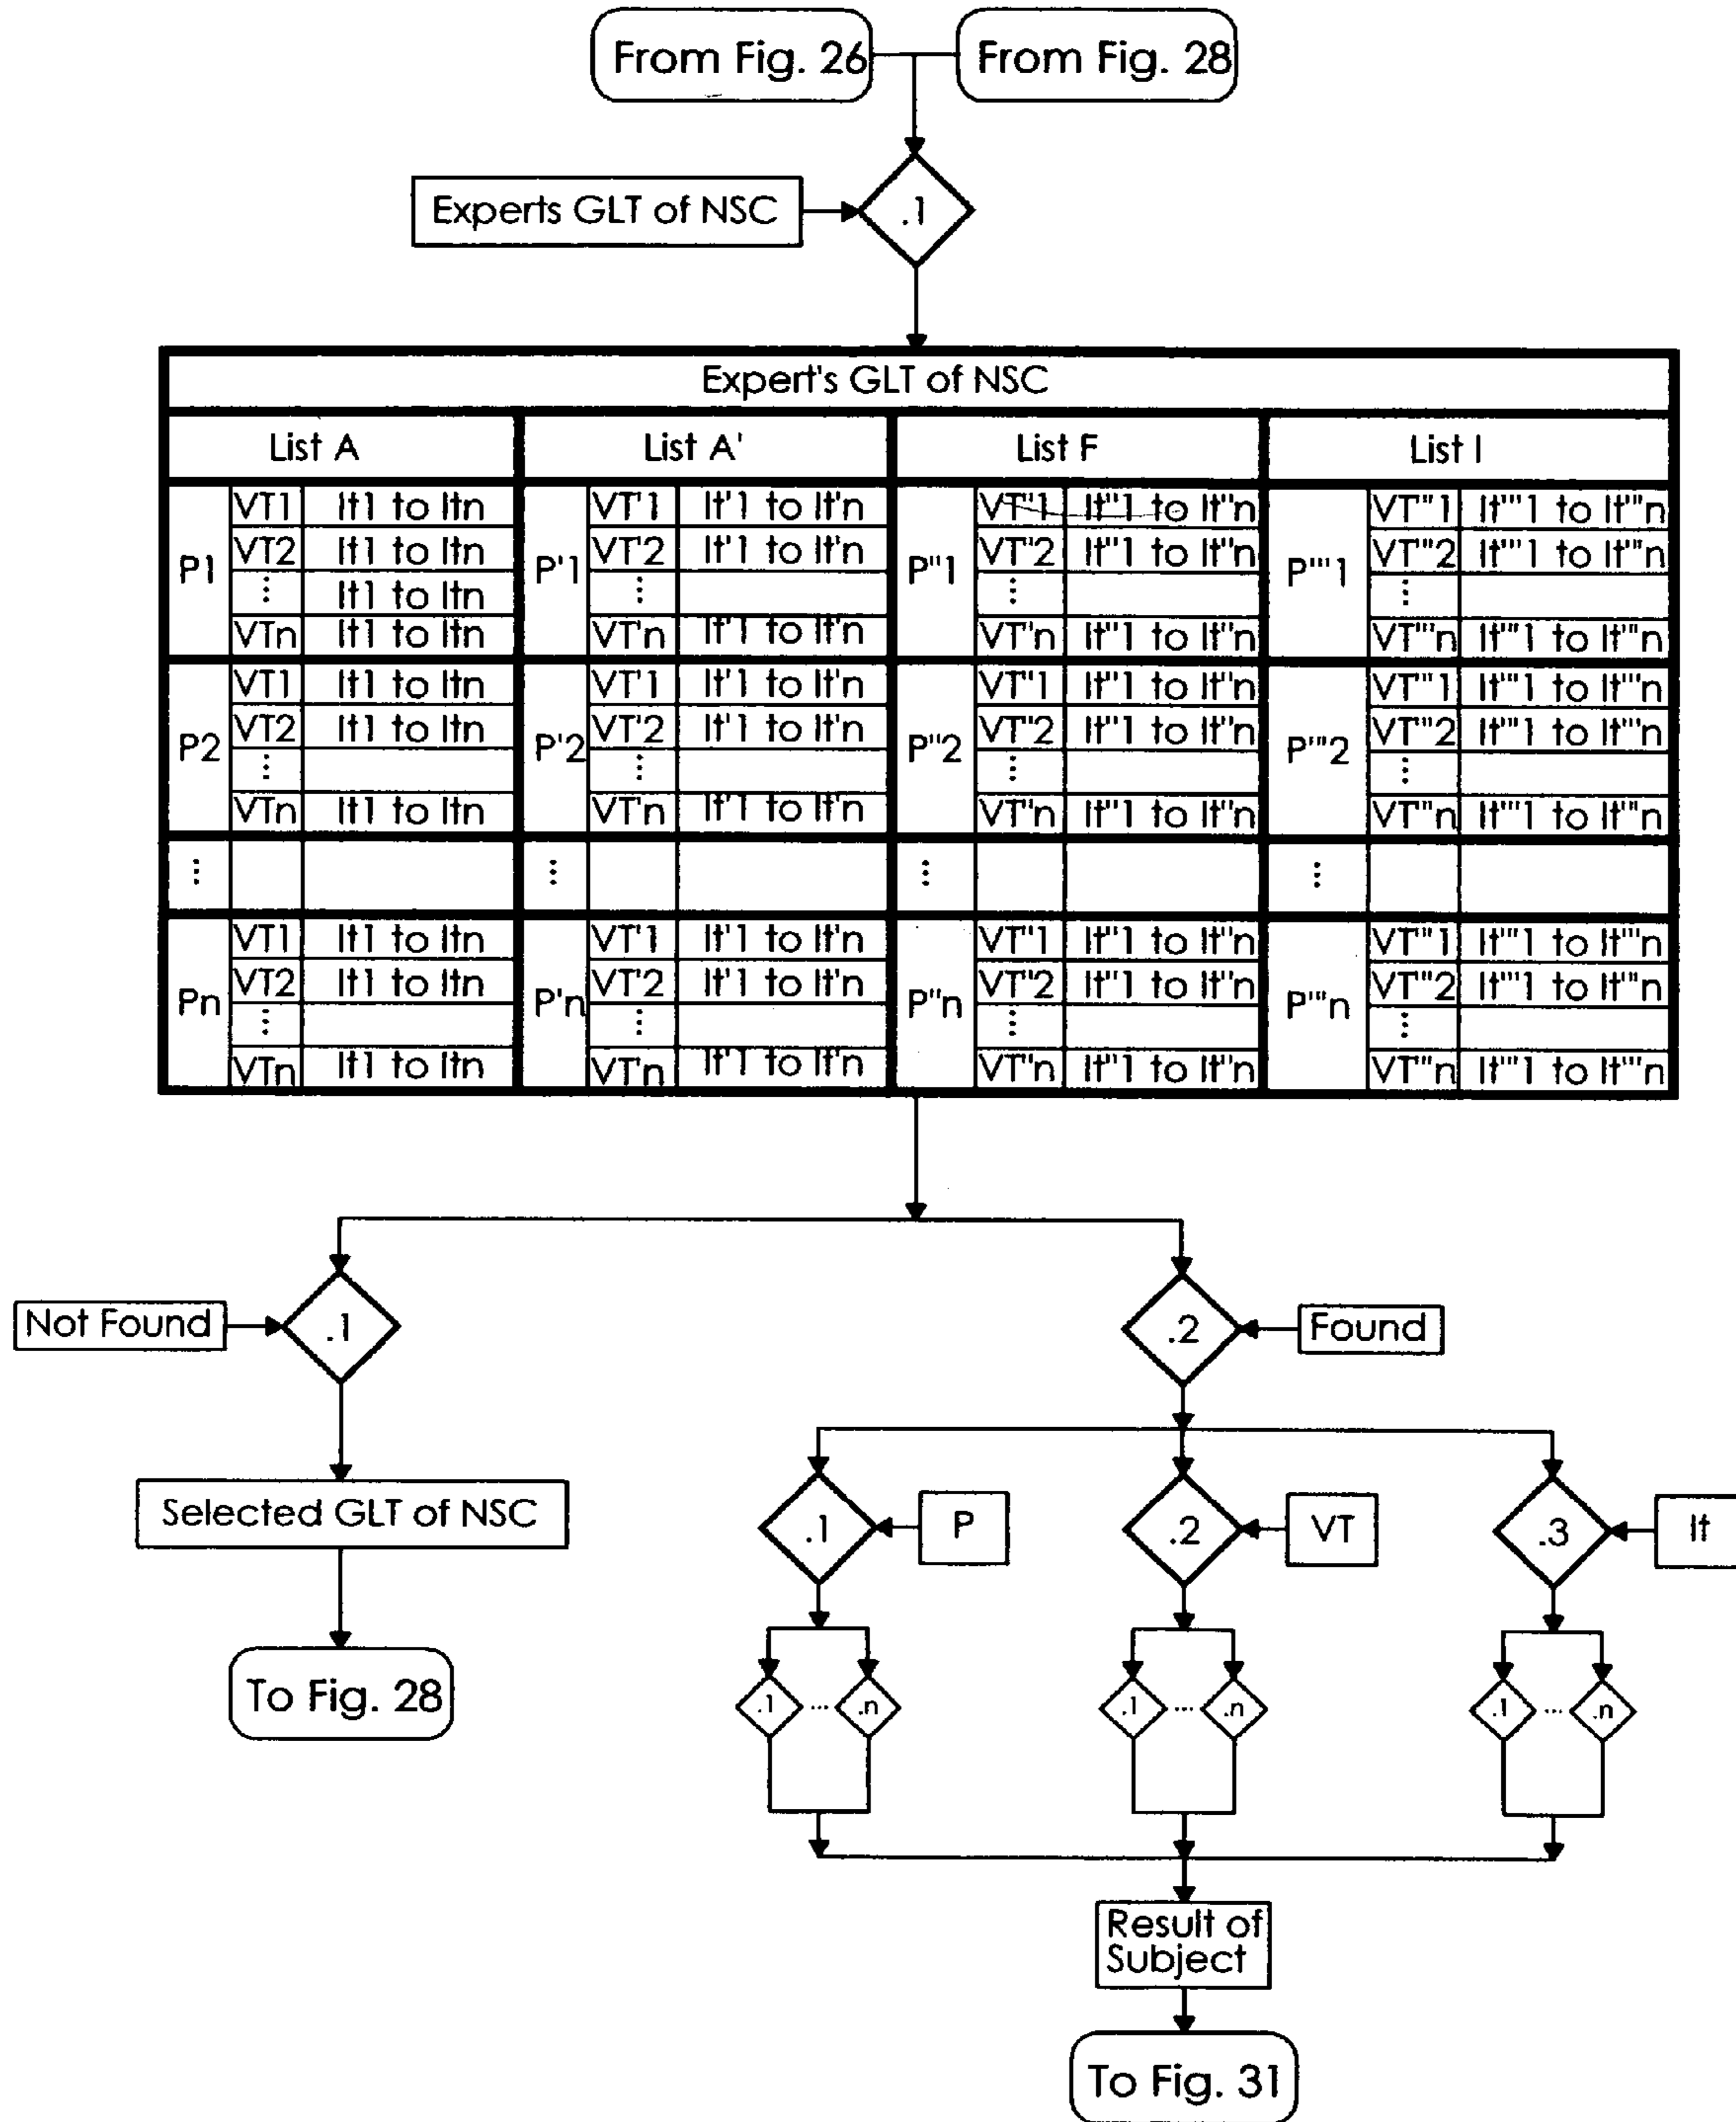 From Fig. 26 From Fig. 28
Experts GLT of NSC .1
Expert's GLT of NSC
List A List A' List F List I
VT1 It1 to Itn VT'1 It'1 to It'n VT"1 It"1 to It"n VT'''1 It'''1 to It'''n
P1 VT2 It1 to Itn P'1 VT'2 It'1 to It'n P"1 VT"2 It"1 to It"n P'''1 VT'''2 It'''1 to It'''n
⋮ It1 to Itn ⋮ ⋮ ⋮
VTn It1 to Itn VT'n It'1 to It'n VT"n It"1 to It"n VT'''n It'''1 to It'''n
VT1 It1 to Itn VT'1 It'1 to It'n VT"1 It"1 to It"n VT'''1 It'''1 to It'''n
P2 VT2 It1 to Itn P'2 VT'2 It'1 to It'n P"2 VT"2 It"1 to It"n P'''2 VT'''2 It'''1 to It'''n
⋮ ⋮ ⋮ ⋮
VTn It1 to Itn VT'n It'1 to It'n VT"n It"1 to It"n VT'''n It'''1 to It'''n
⋮ ⋮ ⋮ ⋮
VT1 It1 to Itn VT'1 It'1 to It'n VT"1 It"1 to It"n VT'''1 It'''1 to It'''n
Pn VT2 It1 to Itn P'n VT'2 It'1 to It'n P"n VT"2 It"1 to It"n P'''n VT'''2 It'''1 to It'''n
⋮ ⋮ ⋮ ⋮
VTn It1 to Itn VT'n It'1 to It'n VT"n It"1 to It"n VT'''n It'''1 to It'''n
Not Found .1 .2 Found
Selected GLT of NSC .1 P .2 VT .3 It
To Fig. 28 .1 ... .n .1 ... .n .1 ... .n
Result of
Subject
To Fig. 31